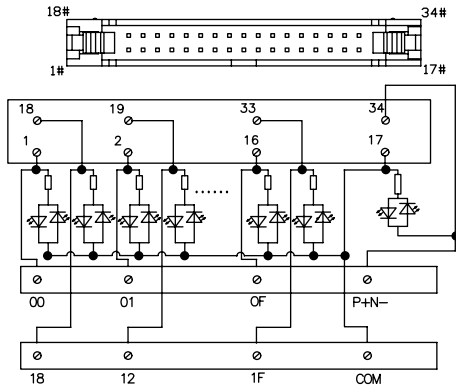 18# 34#
1# 17#
18 19 33 34
1 2 16 17
.......
00 01 0F P+N-
18 12 1F COM